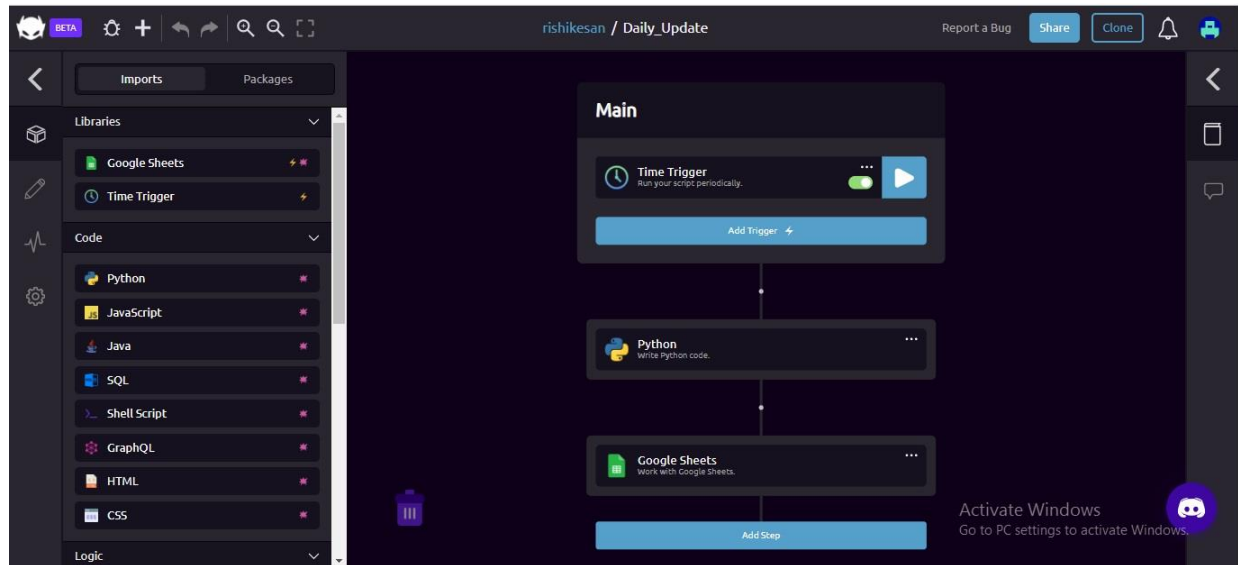 BETA
rishikesan / Daily_Update
Report a Bug
Share
Clone
Imports
Packages
Libraries
Google Sheets
Time Trigger
Code
Python
JavaScript
Java
SQL
Shell Script
GraphQL
HTML
CSS
Logic
Main
Time Trigger
Run your script periodically.
Add Trigger
Python
Write Python code.
Google Sheets
Work with Google Sheets.
Add Step
Activate Windows
Go to PC settings to activate Windows.